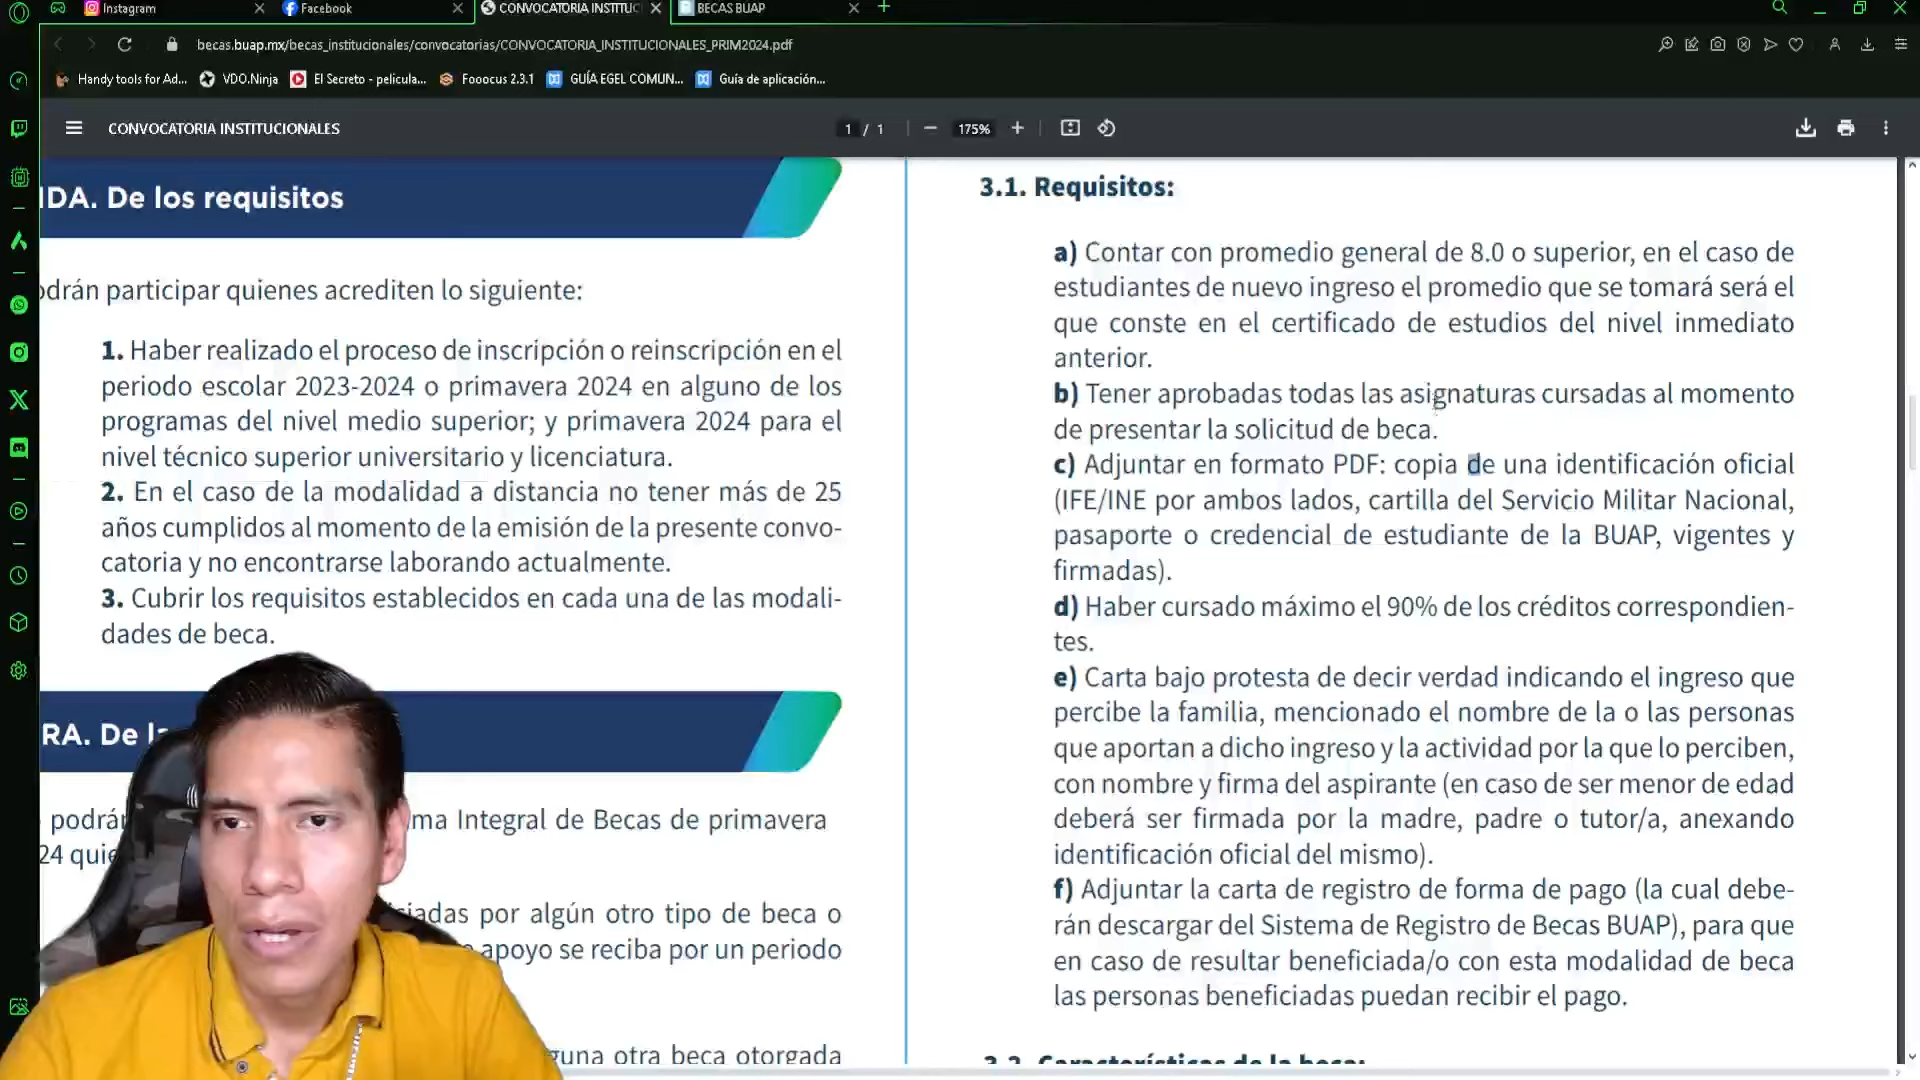 Instagram
Facebook
CONVOCATORIA INSTITUC
BECAS BUAP
becas.buap.mx/becas_institucionales/convocatorias/CONVOCATORIA_INSTITUCIONALES_PRIM2024.pdf
Handy tools for Ad...
VDO.Ninja
El Secreto - pelicula...
Fooocus 2.3.1
GUÍA EGEL COMUN...
Guía de aplicación...
CONVOCATORIA INSTITUCIONALES
1 / 1
175%
IDA. De los requisitos
odrán participar quienes acrediten lo siguiente:
1. Haber realizado el proceso de inscripción o reinscripción en el
periodo escolar 2023-2024 o primavera 2024 en alguno de los
programas del nivel medio superior; y primavera 2024 para el
nivel técnico superior universitario y licenciatura.
2. En el caso de la modalidad a distancia no tener más de 25
años cumplidos al momento de la emisión de la presente convo-
catoria y no encontrarse laborando actualmente.
3. Cubrir los requisitos establecidos en cada una de las modali-
dades de beca.
RA. De la
podrán
ma Integral de Becas de primavera
24 quie
ciadas por algún otro tipo de beca o
e apoyo se reciba por un periodo
guna otra beca otorgada
3.1. Requisitos:
a) Contar con promedio general de 8.0 o superior, en el caso de
estudiantes de nuevo ingreso el promedio que se tomará será el
que conste en el certificado de estudios del nivel inmediato
anterior.
b) Tener aprobadas todas las asignaturas cursadas al momento
de presentar la solicitud de beca.
c) Adjuntar en formato PDF: copia de una identificación oficial
(IFE/INE por ambos lados, cartilla del Servicio Militar Nacional,
pasaporte o credencial de estudiante de la BUAP, vigentes y
firmadas).
d) Haber cursado máximo el 90% de los créditos correspondien-
tes.
e) Carta bajo protesta de decir verdad indicando el ingreso que
percibe la familia, mencionado el nombre de la o las personas
que aportan a dicho ingreso y la actividad por la que lo perciben,
con nombre y firma del aspirante (en caso de ser menor de edad
deberá ser firmada por la madre, padre o tutor/a, anexando
identificación oficial del mismo).
f) Adjuntar la carta de registro de forma de pago (la cual debe-
rán descargar del Sistema de Registro de Becas BUAP), para que
en caso de resultar beneficiada/o con esta modalidad de beca
las personas beneficiadas puedan recibir el pago.
3.2. Características de la beca: